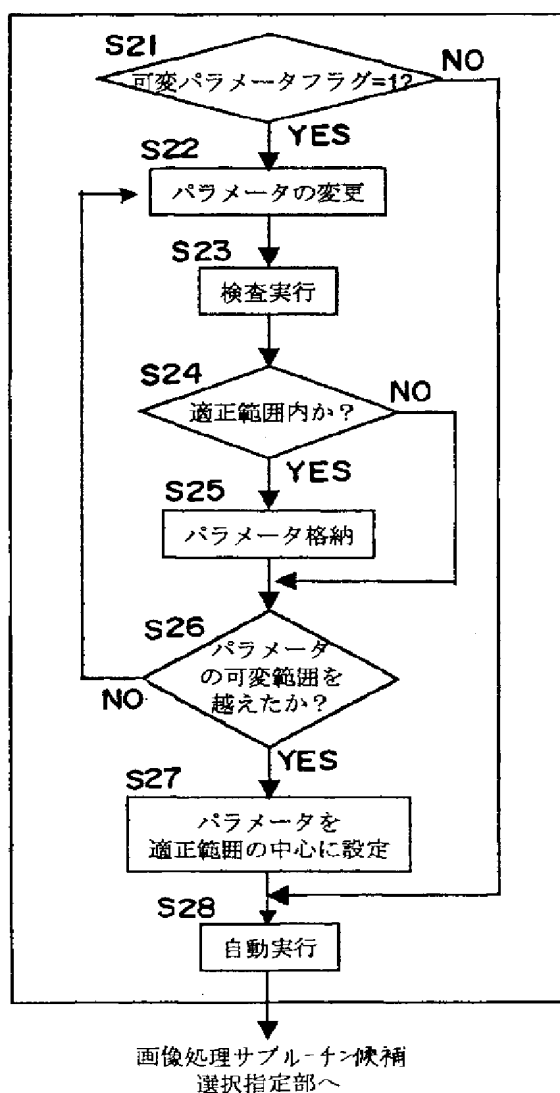 S21
可変パラメータフラグ=1?
NO
YES
S22
パラメータの変更
S23
検査実行
S24
適正範囲内か?
NO
YES
S25
パラメータ格納
S26
パラメータ
の可変範囲を
越えたか?
NO
YES
S27
パラメータを
適正範囲の中心に設定
S28
自動実行
画像処理サブルーチン候補
選択指定部へ